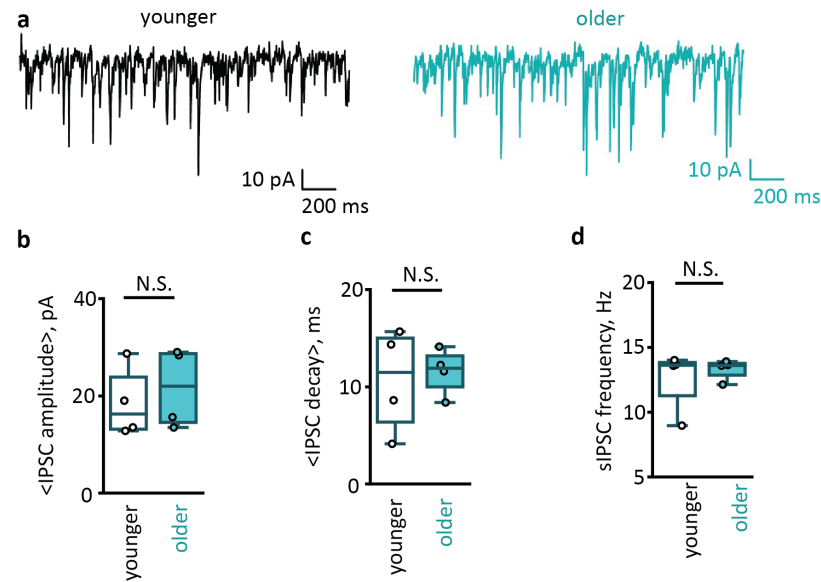 a
younger
older
10 pA
200 ms
10 pA
200 ms
b
c
d
N.S.
N.S.
N.S.
<IPSC amplitude>, pA
40
20
0
younger
older
<IPSC decay>, ms
20
10
0
younger
older
sIPSC frequency, Hz
20
15
10
5
younger
older